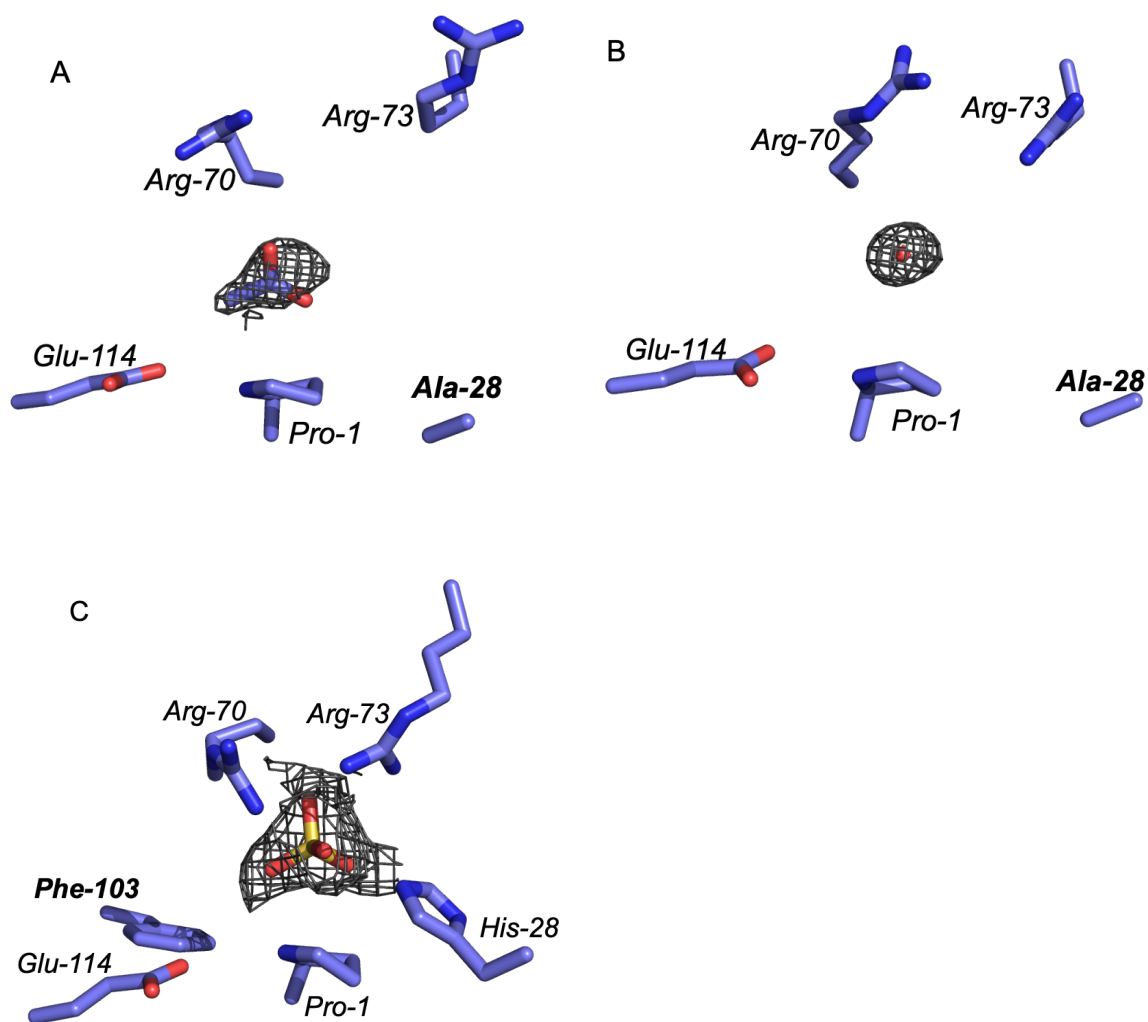 A
Arg-73
Arg-70
Glu-114
Ala-28
Pro-1
B
Arg-73
Arg-70
Glu-114
Ala-28
Pro-1
C
Arg-70
Arg-73
Phe-103
Glu-114
His-28
Pro-1